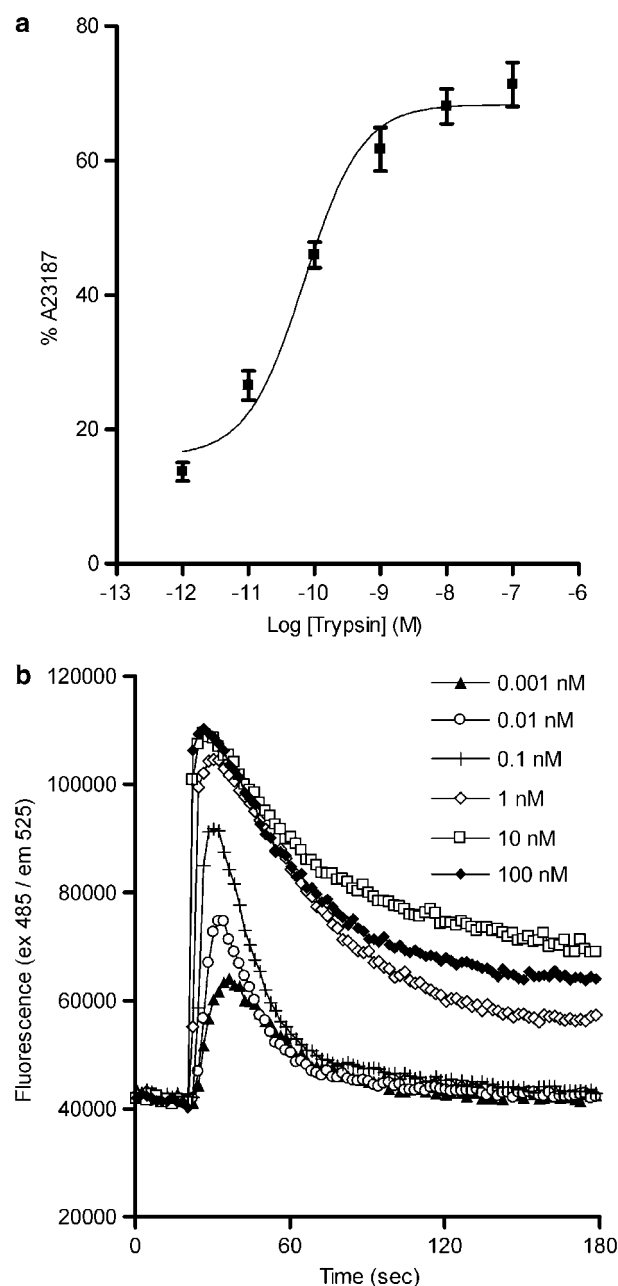 a
80
60
40
20
0
% A23187
-13 -12 -11 -10 -9 -8 -7 -6
Log [Trypsin] (M)
b
120000
100000
80000
60000
40000
20000
Fluorescence (ex 485 / em 525)
0.001 nM
0.01 nM
0.1 nM
1 nM
10 nM
100 nM
0 60 120 180
Time (sec)